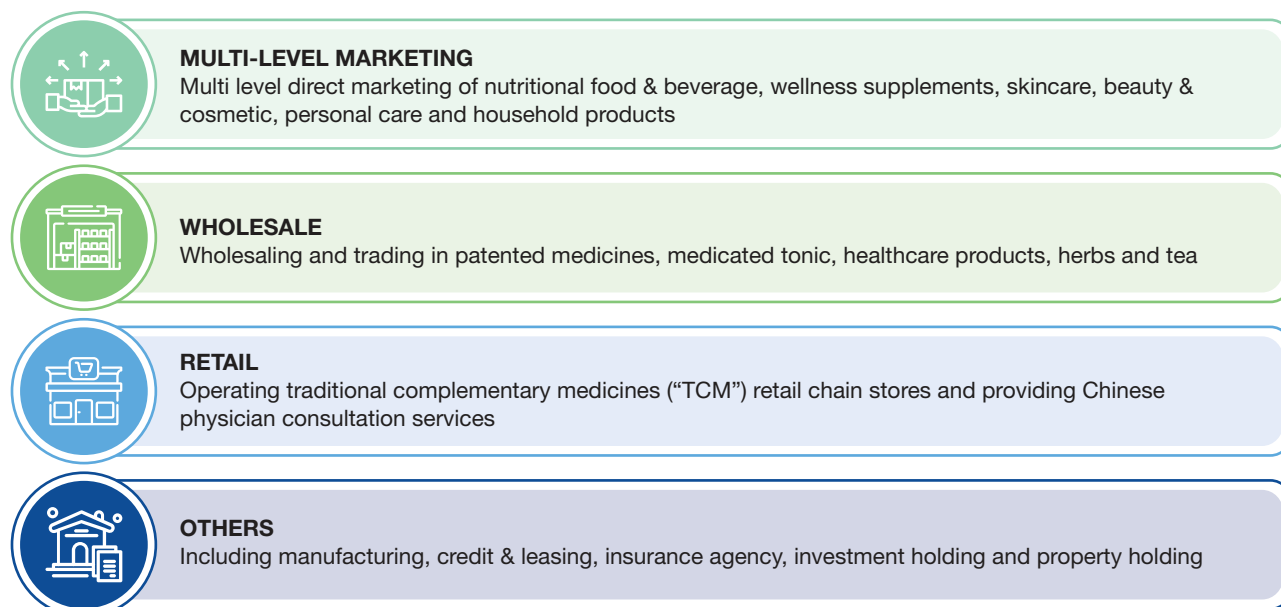 MULTI-LEVEL MARKETING
Multi level direct marketing of nutritional food & beverage, wellness supplements, skincare, beauty &
cosmetic, personal care and household products
WHOLESALE
Wholesaling and trading in patented medicines, medicated tonic, healthcare products, herbs and tea
RETAIL
Operating traditional complementary medicines (“TCM”) retail chain stores and providing Chinese
physician consultation services
OTHERS
Including manufacturing, credit & leasing, insurance agency, investment holding and property holding